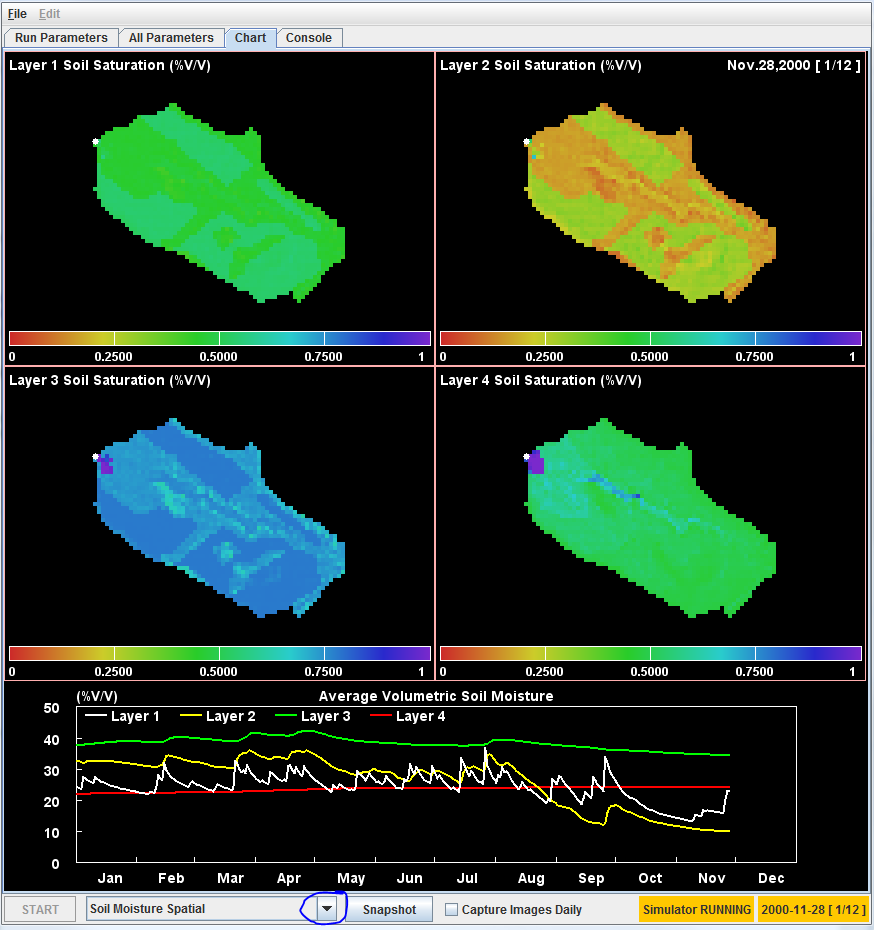 File Edit
Run Parameters All Parameters Chart Console
Layer 1 Soil Saturation (%V/V)
0 0.2500 0.5000 0.7500 1
Layer 2 Soil Saturation (%V/V) Nov.28,2000 [ 1/12 ]
0 0.2500 0.5000 0.7500 1
Layer 3 Soil Saturation (%V/V)
0 0.2500 0.5000 0.7500 1
Layer 4 Soil Saturation (%V/V)
0 0.2500 0.5000 0.7500 1
(%V/V) Average Volumetric Soil Moisture
Layer 1 Layer 2 Layer 3 Layer 4
50
40
30
20
10
0
Jan Feb Mar Apr May Jun Jul Aug Sep Oct Nov Dec
START Soil Moisture Spatial Snapshot Capture Images Daily Simulator RUNNING 2000-11-28 [ 1/12 ]